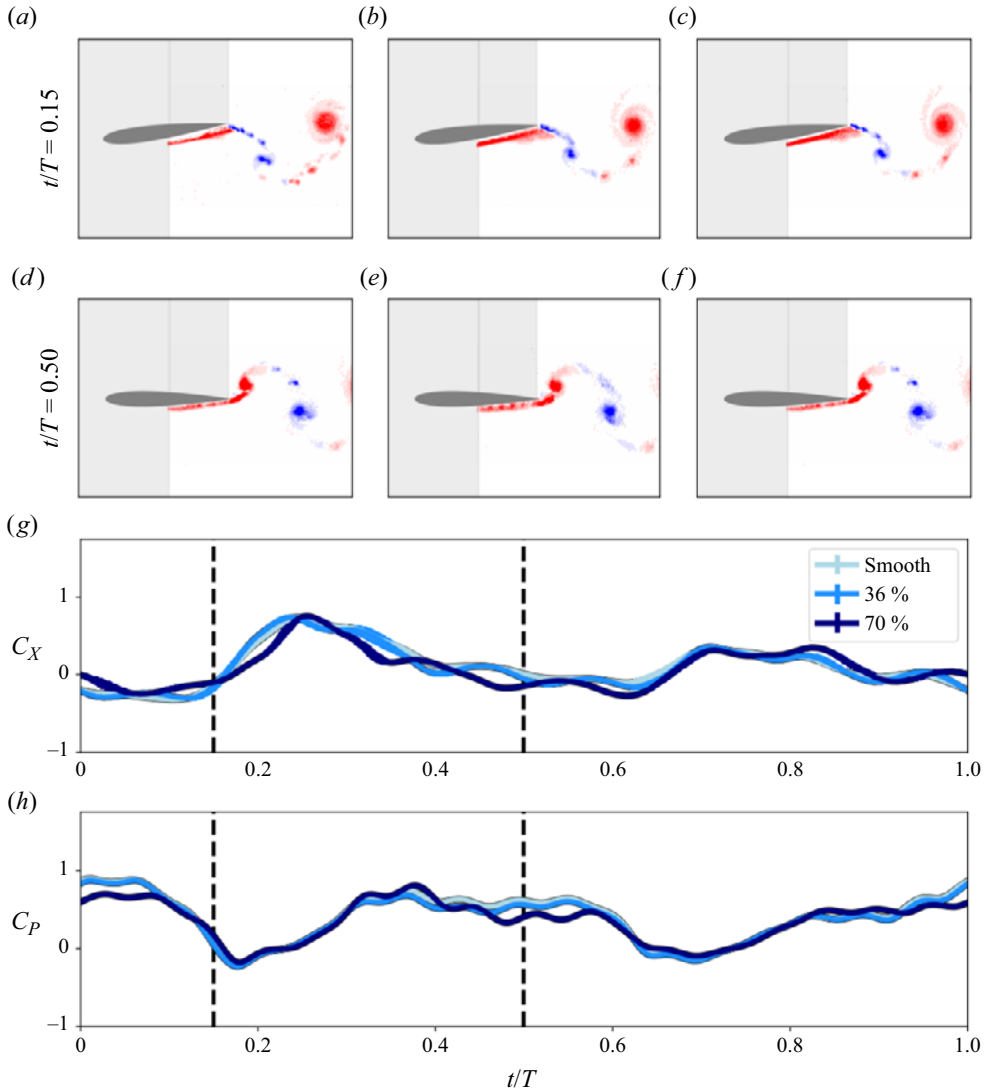 (a)
(b)
(c)
t/T = 0.15
(d)
(e)
(f)
t/T = 0.50
(g)
Smooth
36 %
70 %
C_X
1
0
−1
0
0.2
0.4
0.6
0.8
1.0
(h)
C_P
1
0
−1
0
0.2
0.4
0.6
0.8
1.0
t/T